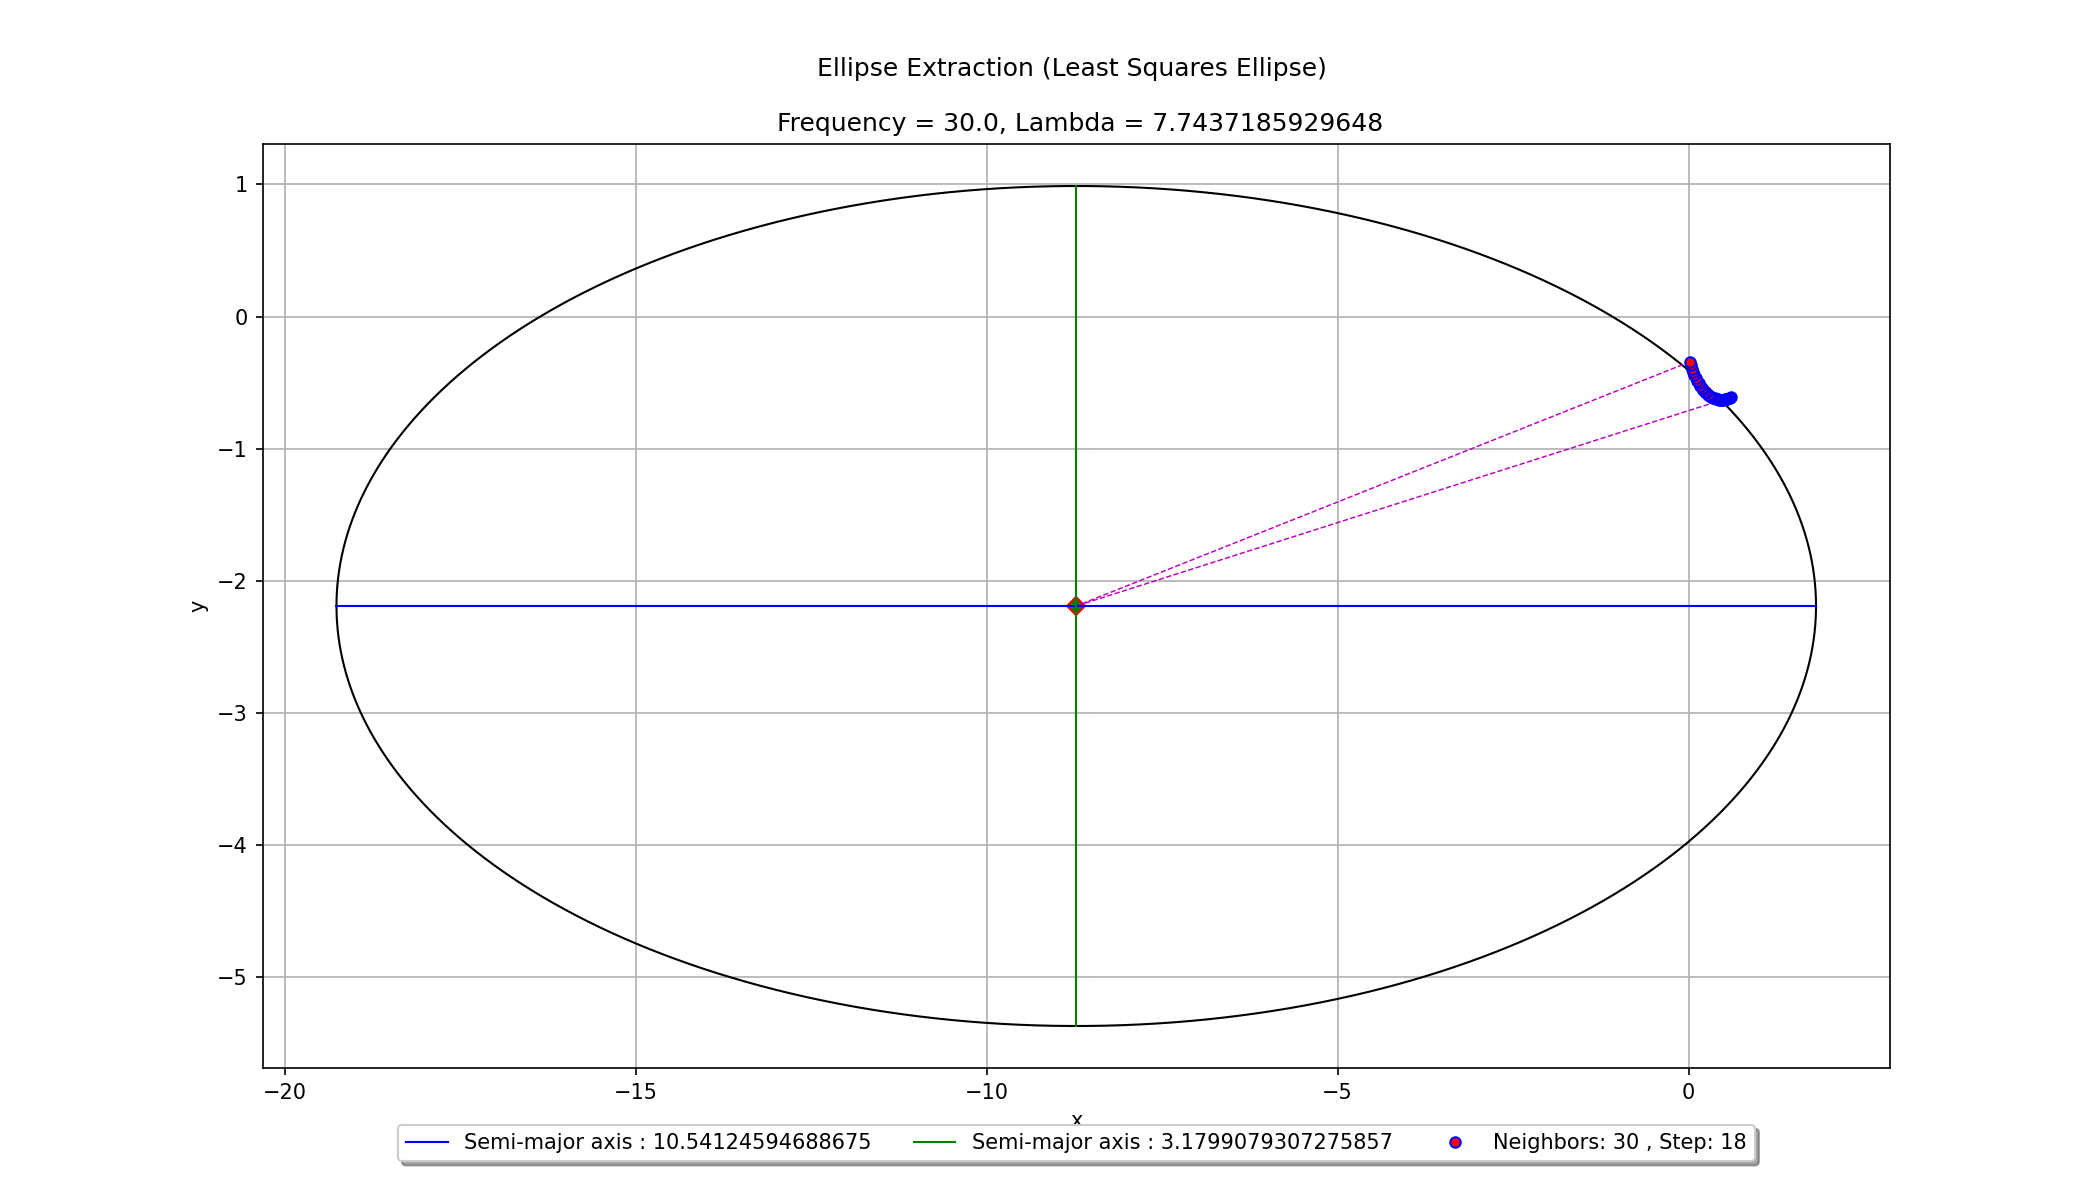 Ellipse Extraction (Least Squares Ellipse)
Frequency = 30.0, Lambda = 7.7437185929648
1
0
−1
−2
−3
−4
−5
y
−20 −15 −10 −5 0
x
Semi-major axis : 10.54124594688675 Semi-major axis : 3.1799079307275857 Neighbors: 30 , Step: 18